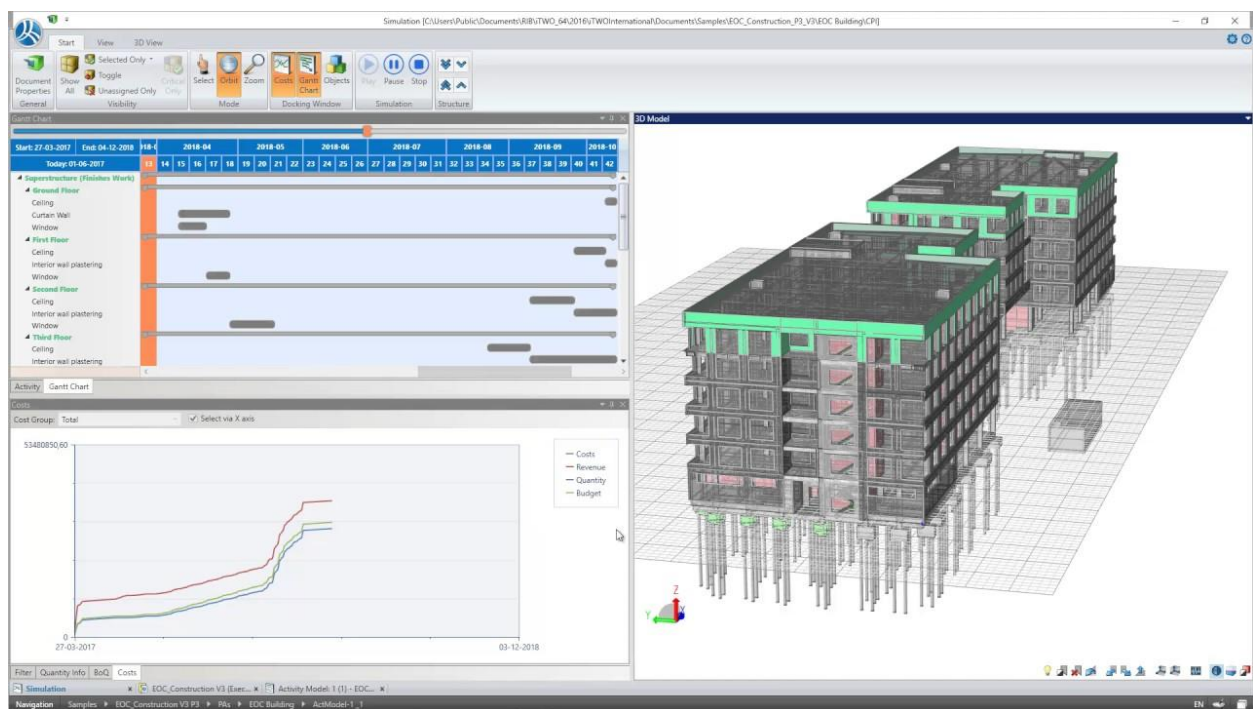 Simulation [C:\Users\Public\Documents\RIB\iTWO_64\2016\iTWOInternational\Documents\Samples\EOC_Construction_P3_V3\EOC Building\CPI]
Start View 3D View
Document Properties
Show All
Selected Only
Toggle
Unassigned Only
Critical Only
Select Orbit Zoom
Costs Gantt Chart Objects
Play Pause Stop
General Visibility Mode Docking Window Simulation Structure
Gantt Chart
Start: 27-03-2017 End: 04-12-2018
2018-04 2018-05 2018-06 2018-07 2018-08 2018-09 2018-10
Today: 01-06-2017
13 14 15 16 17 18 19 20 21 22 23 24 25 26 27 28 29 30 31 32 33 34 35 36 37 38 39 40 41 42
Superstructure (Finishes Work)
Ground Floor
Ceiling
Curtain Wall
Window
First Floor
Ceiling
Interior wall plastering
Window
Second Floor
Ceiling
Interior wall plastering
Window
Third Floor
Ceiling
Interior wall plastering
Activity Gantt Chart
Costs
Cost Group: Total
Select via X axis
53480850,60
0
27-03-2017
03-12-2018
Costs
Revenue
Quantity
Budget
Filter Quantity Info BoQ Costs
3D Model
Z
Y
X
Simulation
EOC_Construction V3 (Exec...
Activity Model: 1 (1) - EOC...
Navigation Samples EOC_Construction V3 P3 PAs EOC Building ActModel-1_1
EN